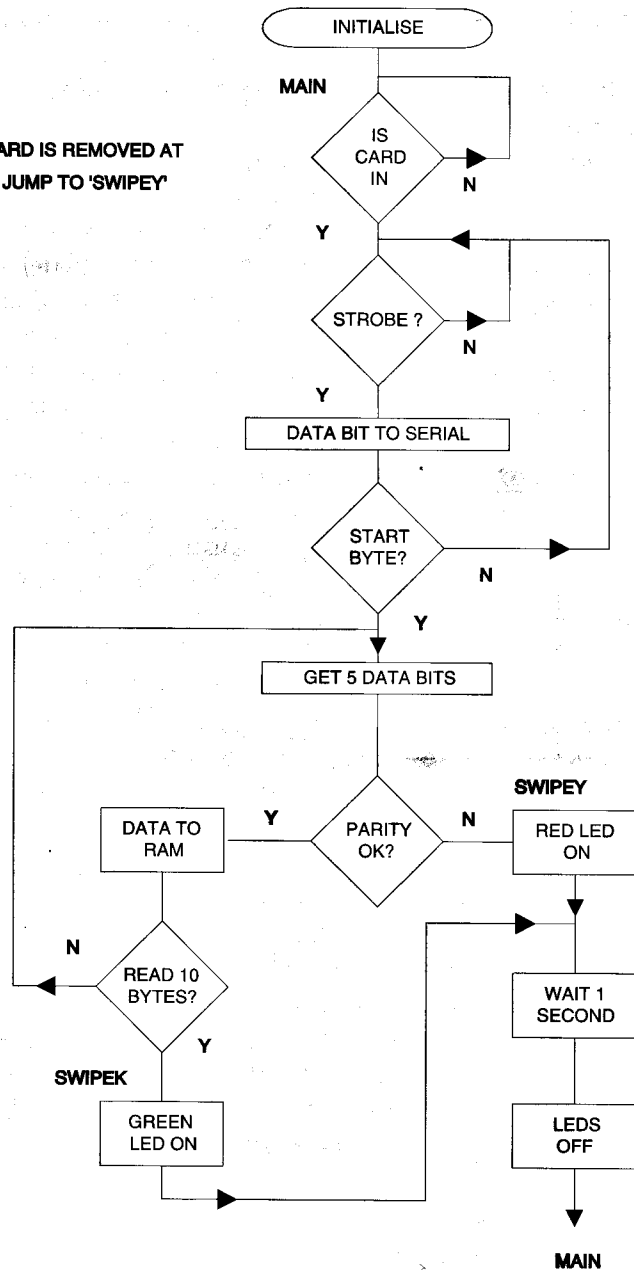 INITIALISE
MAIN
IS
CARD
IN
N
ARD IS REMOVED AT
JUMP TO 'SWIPEY'
Y
STROBE ?
N
Y
DATA BIT TO SERIAL
START
BYTE?
N
Y
GET 5 DATA BITS
SWIPEY
DATA TO
RAM
Y
PARITY
OK?
N
RED LED
ON
N
READ 10
BYTES?
Y
WAIT 1
SECOND
SWIPEK
GREEN
LED ON
LEDS
OFF
MAIN